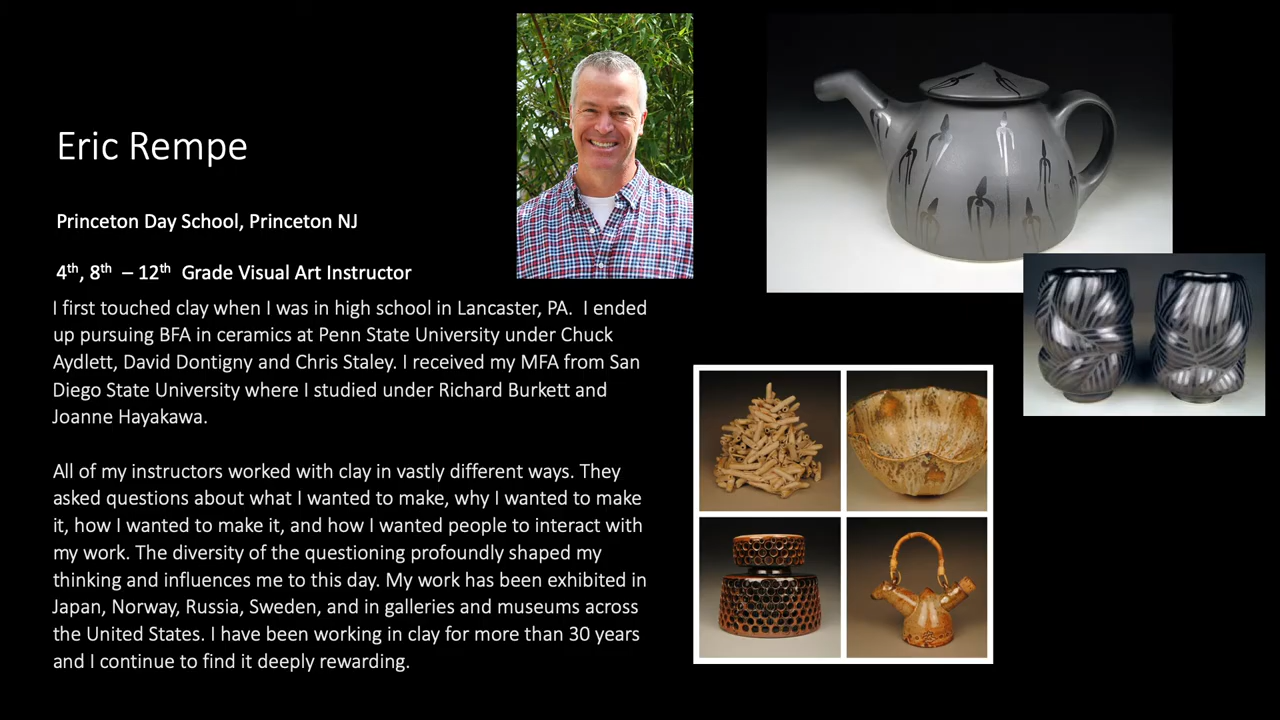 Eric Rempe
Princeton Day School, Princeton NJ
4th, 8th – 12th Grade Visual Art Instructor
I first touched clay when I was in high school in Lancaster, PA. I ended
up pursuing BFA in ceramics at Penn State University under Chuck
Aydlett, David Dontigny and Chris Staley. I received my MFA from San
Diego State University where I studied under Richard Burkett and
Joanne Hayakawa.
All of my instructors worked with clay in vastly different ways. They
asked questions about what I wanted to make, why I wanted to make
it, how I wanted to make it, and how I wanted people to interact with
my work. The diversity of the questioning profoundly shaped my
thinking and influences me to this day. My work has been exhibited in
Japan, Norway, Russia, Sweden, and in galleries and museums across
the United States. I have been working in clay for more than 30 years
and I continue to find it deeply rewarding.